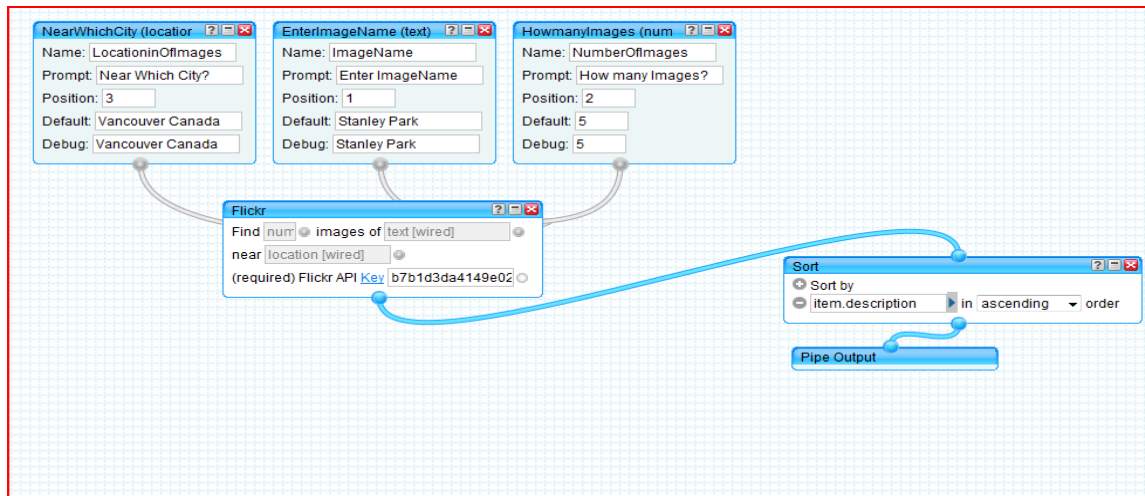 NearWhichCity (location
Name: LocationinOfImages
Prompt: Near Which City?
Position: 3
Default: Vancouver Canada
Debug: Vancouver Canada
EnterImageName (text)
Name: ImageName
Prompt: Enter ImageName
Position: 1
Default: Stanley Park
Debug: Stanley Park
HowmanyImages (num
Name: NumberOfImages
Prompt: How many Images?
Position: 2
Default: 5
Debug: 5
Flickr
Find num images of text [wired]
near location [wired]
(required) Flickr API Key b7b1d3da4149e02
Sort
Sort by
item.description in ascending order
Pipe Output